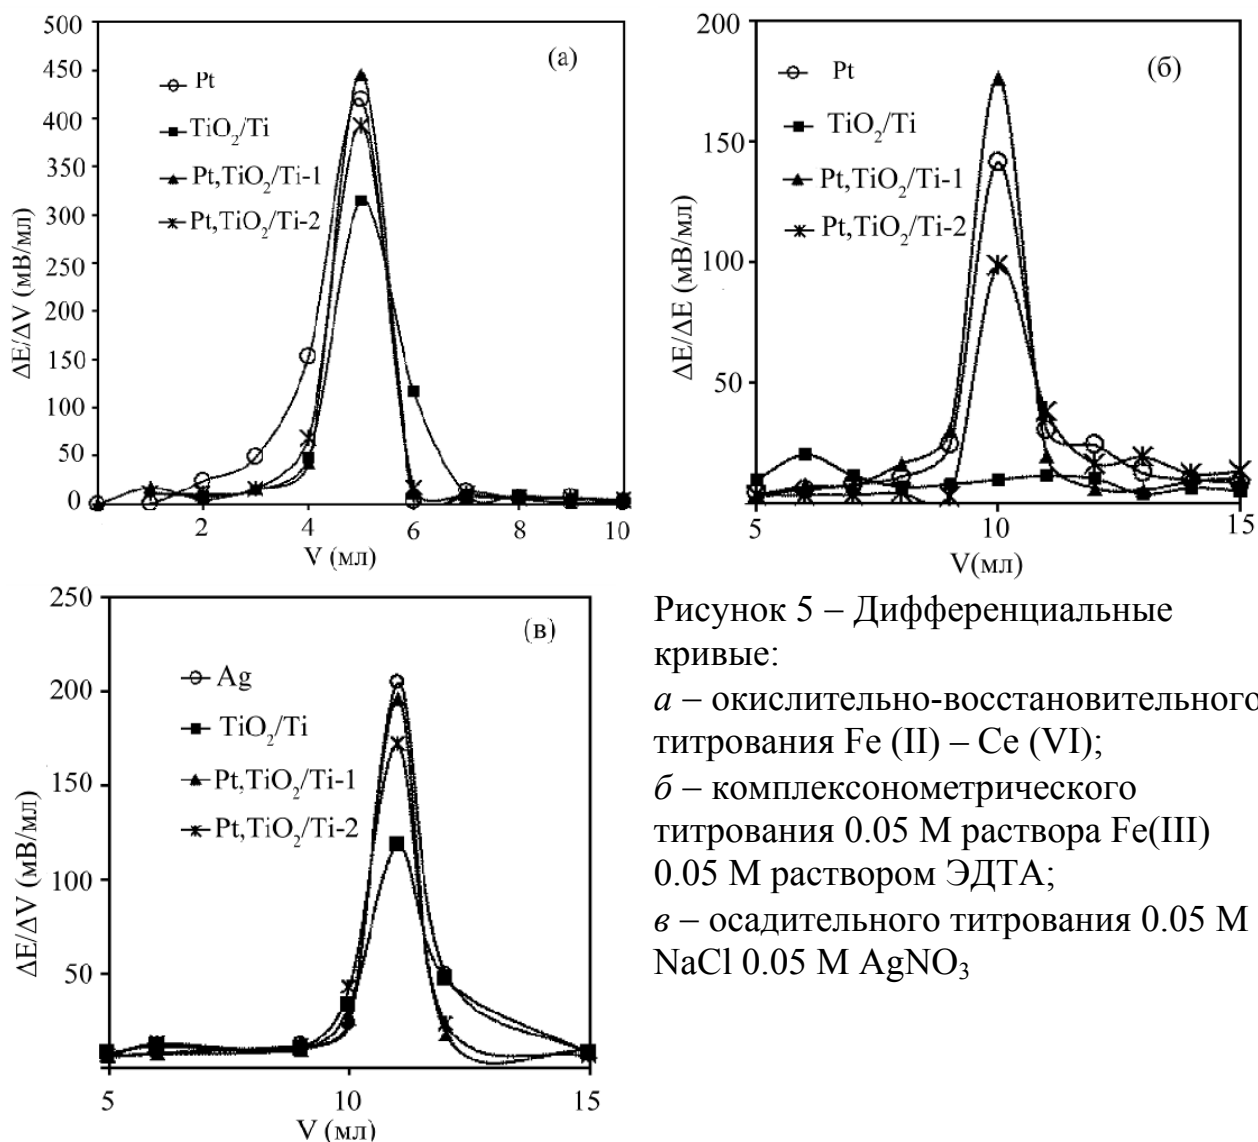 500
450
400
350
300
250
200
150
100
50
0
ΔE/ΔV (мВ/мл)
(а)
Pt
TiO2/Ti
Pt,TiO2/Ti-1
Pt,TiO2/Ti-2
2 4 6 8 10
V (мл)
200
150
100
50
ΔE/ΔE (мВ/мл)
(б)
Pt
TiO2/Ti
Pt,TiO2/Ti-1
Pt,TiO2/Ti-2
5 10 15
V(мл)
250
200
150
100
50
ΔE/ΔV (мВ/мл)
(в)
Ag
TiO2/Ti
Pt,TiO2/Ti-1
Pt,TiO2/Ti-2
5 10 15
V (мл)
Рисунок 5 – Дифференциальные
кривые:
а – окислительно-восстановительного
титрования Fe (II) – Ce (VI);
б – комплексонометрического
титрования 0.05 М раствора Fe(III)
0.05 М раствором ЭДТА;
в – осадительного титрования 0.05 М
NaCl 0.05 М AgNO3